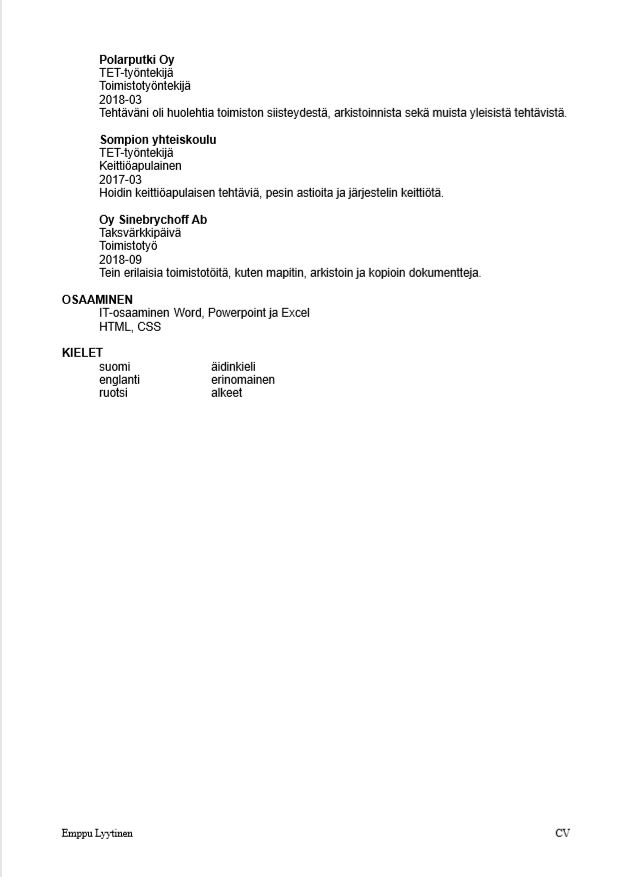 Polarputki Oy
TET-työntekijä
Toimistotyöntekijä
2018-03
Tehtäväni oli huolehtia toimiston siisteydestä, arkistoinnista sekä muista yleisistä tehtävistä.
Sompion yhteiskoulu
TET-työntekijä
Keittiöapulainen
2017-03
Hoidin keittiöapulaisen tehtäviä, pesin astioita ja järjestelin keittiötä.
Oy Sinebrychoff Ab
Taksvärkkipäivä
Toimistotyö
2018-09
Tein erilaisia toimistotöitä, kuten mapitin, arkistoin ja kopioin dokumentteja.
OSAAMINEN
IT-osaaminen Word, Powerpoint ja Excel
HTML, CSS
KIELET
suomi äidinkieli
englanti erinomainen
ruotsi alkeet
Emppu Lyytinen CV